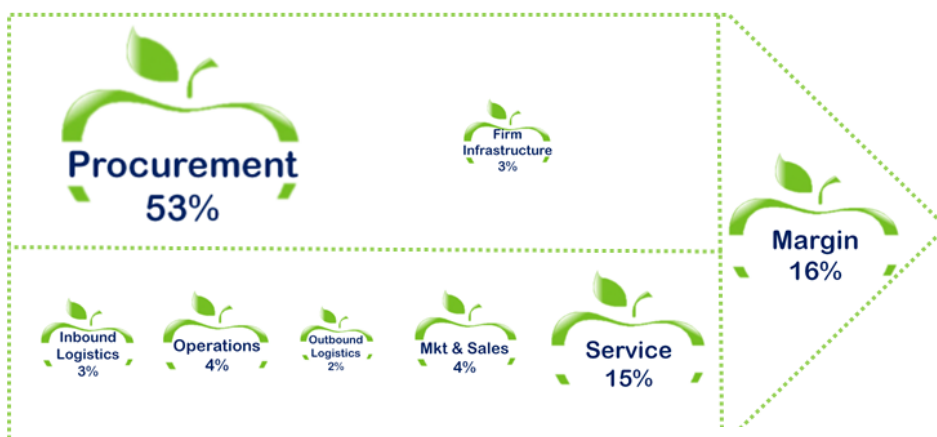 Procurement
53%
Firm
Infrastructure
3%
Margin
16%
Inbound
Logistics
3%
Operations
4%
Outbound
Logistics
2%
Mkt & Sales
4%
Service
15%